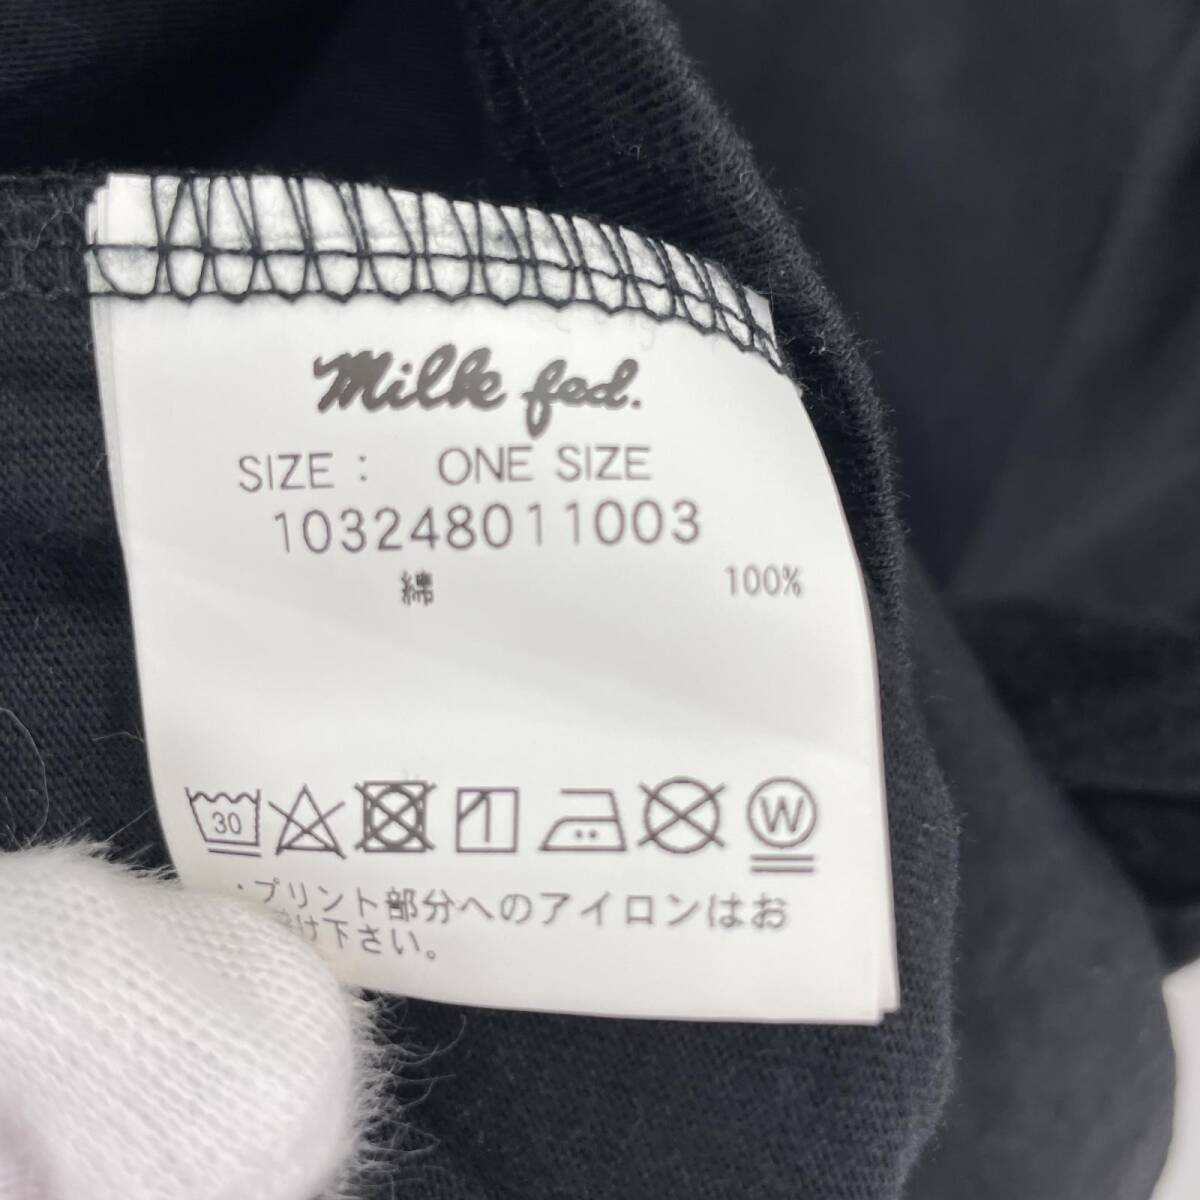 Milk fed.
SIZE : ONE SIZE
103248011003
綿 100%
30 W
・プリント部分へのアイロンはお
け下さい。